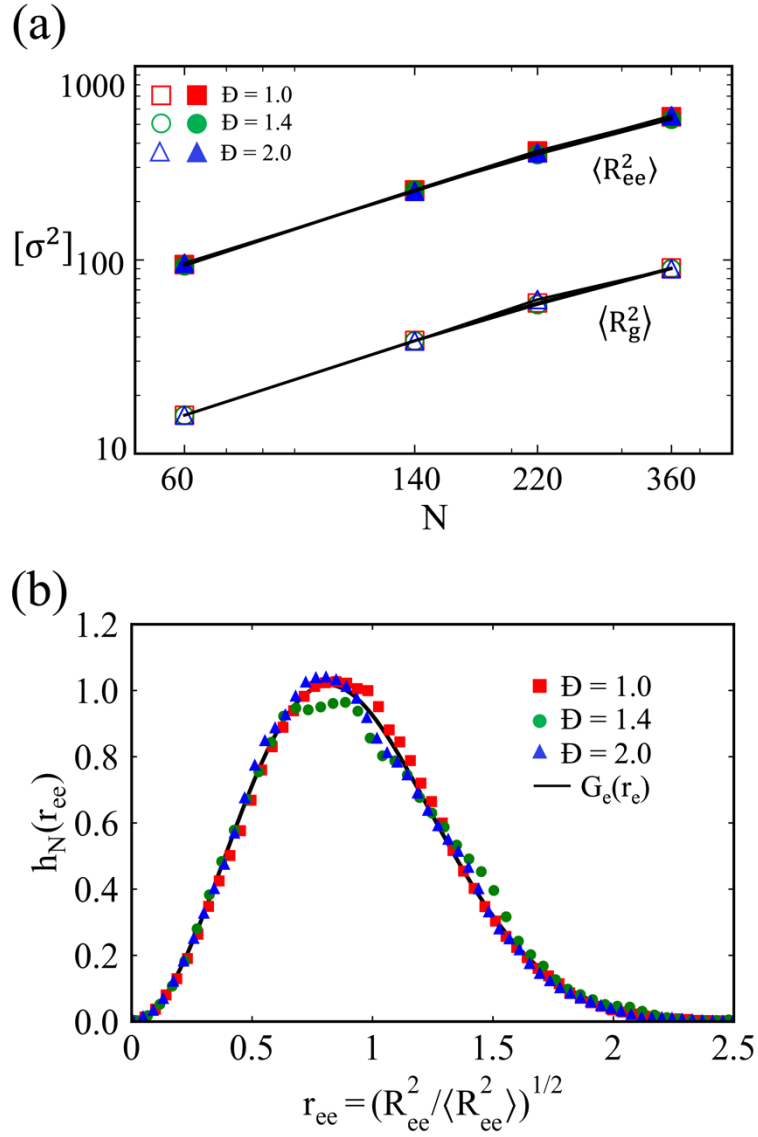 (a)
1000
100
10
[σ²]
Đ = 1.0
Đ = 1.4
Đ = 2.0
⟨R²ee⟩
⟨R²g⟩
60
140
220
360
N
(b)
1.2
1.0
0.8
0.6
0.4
0.2
0.0
hN(ree)
Đ = 1.0
Đ = 1.4
Đ = 2.0
Ge(re)
0
0.5
1
1.5
2
2.5
ree = (R²ee/⟨R²ee⟩)^1/2